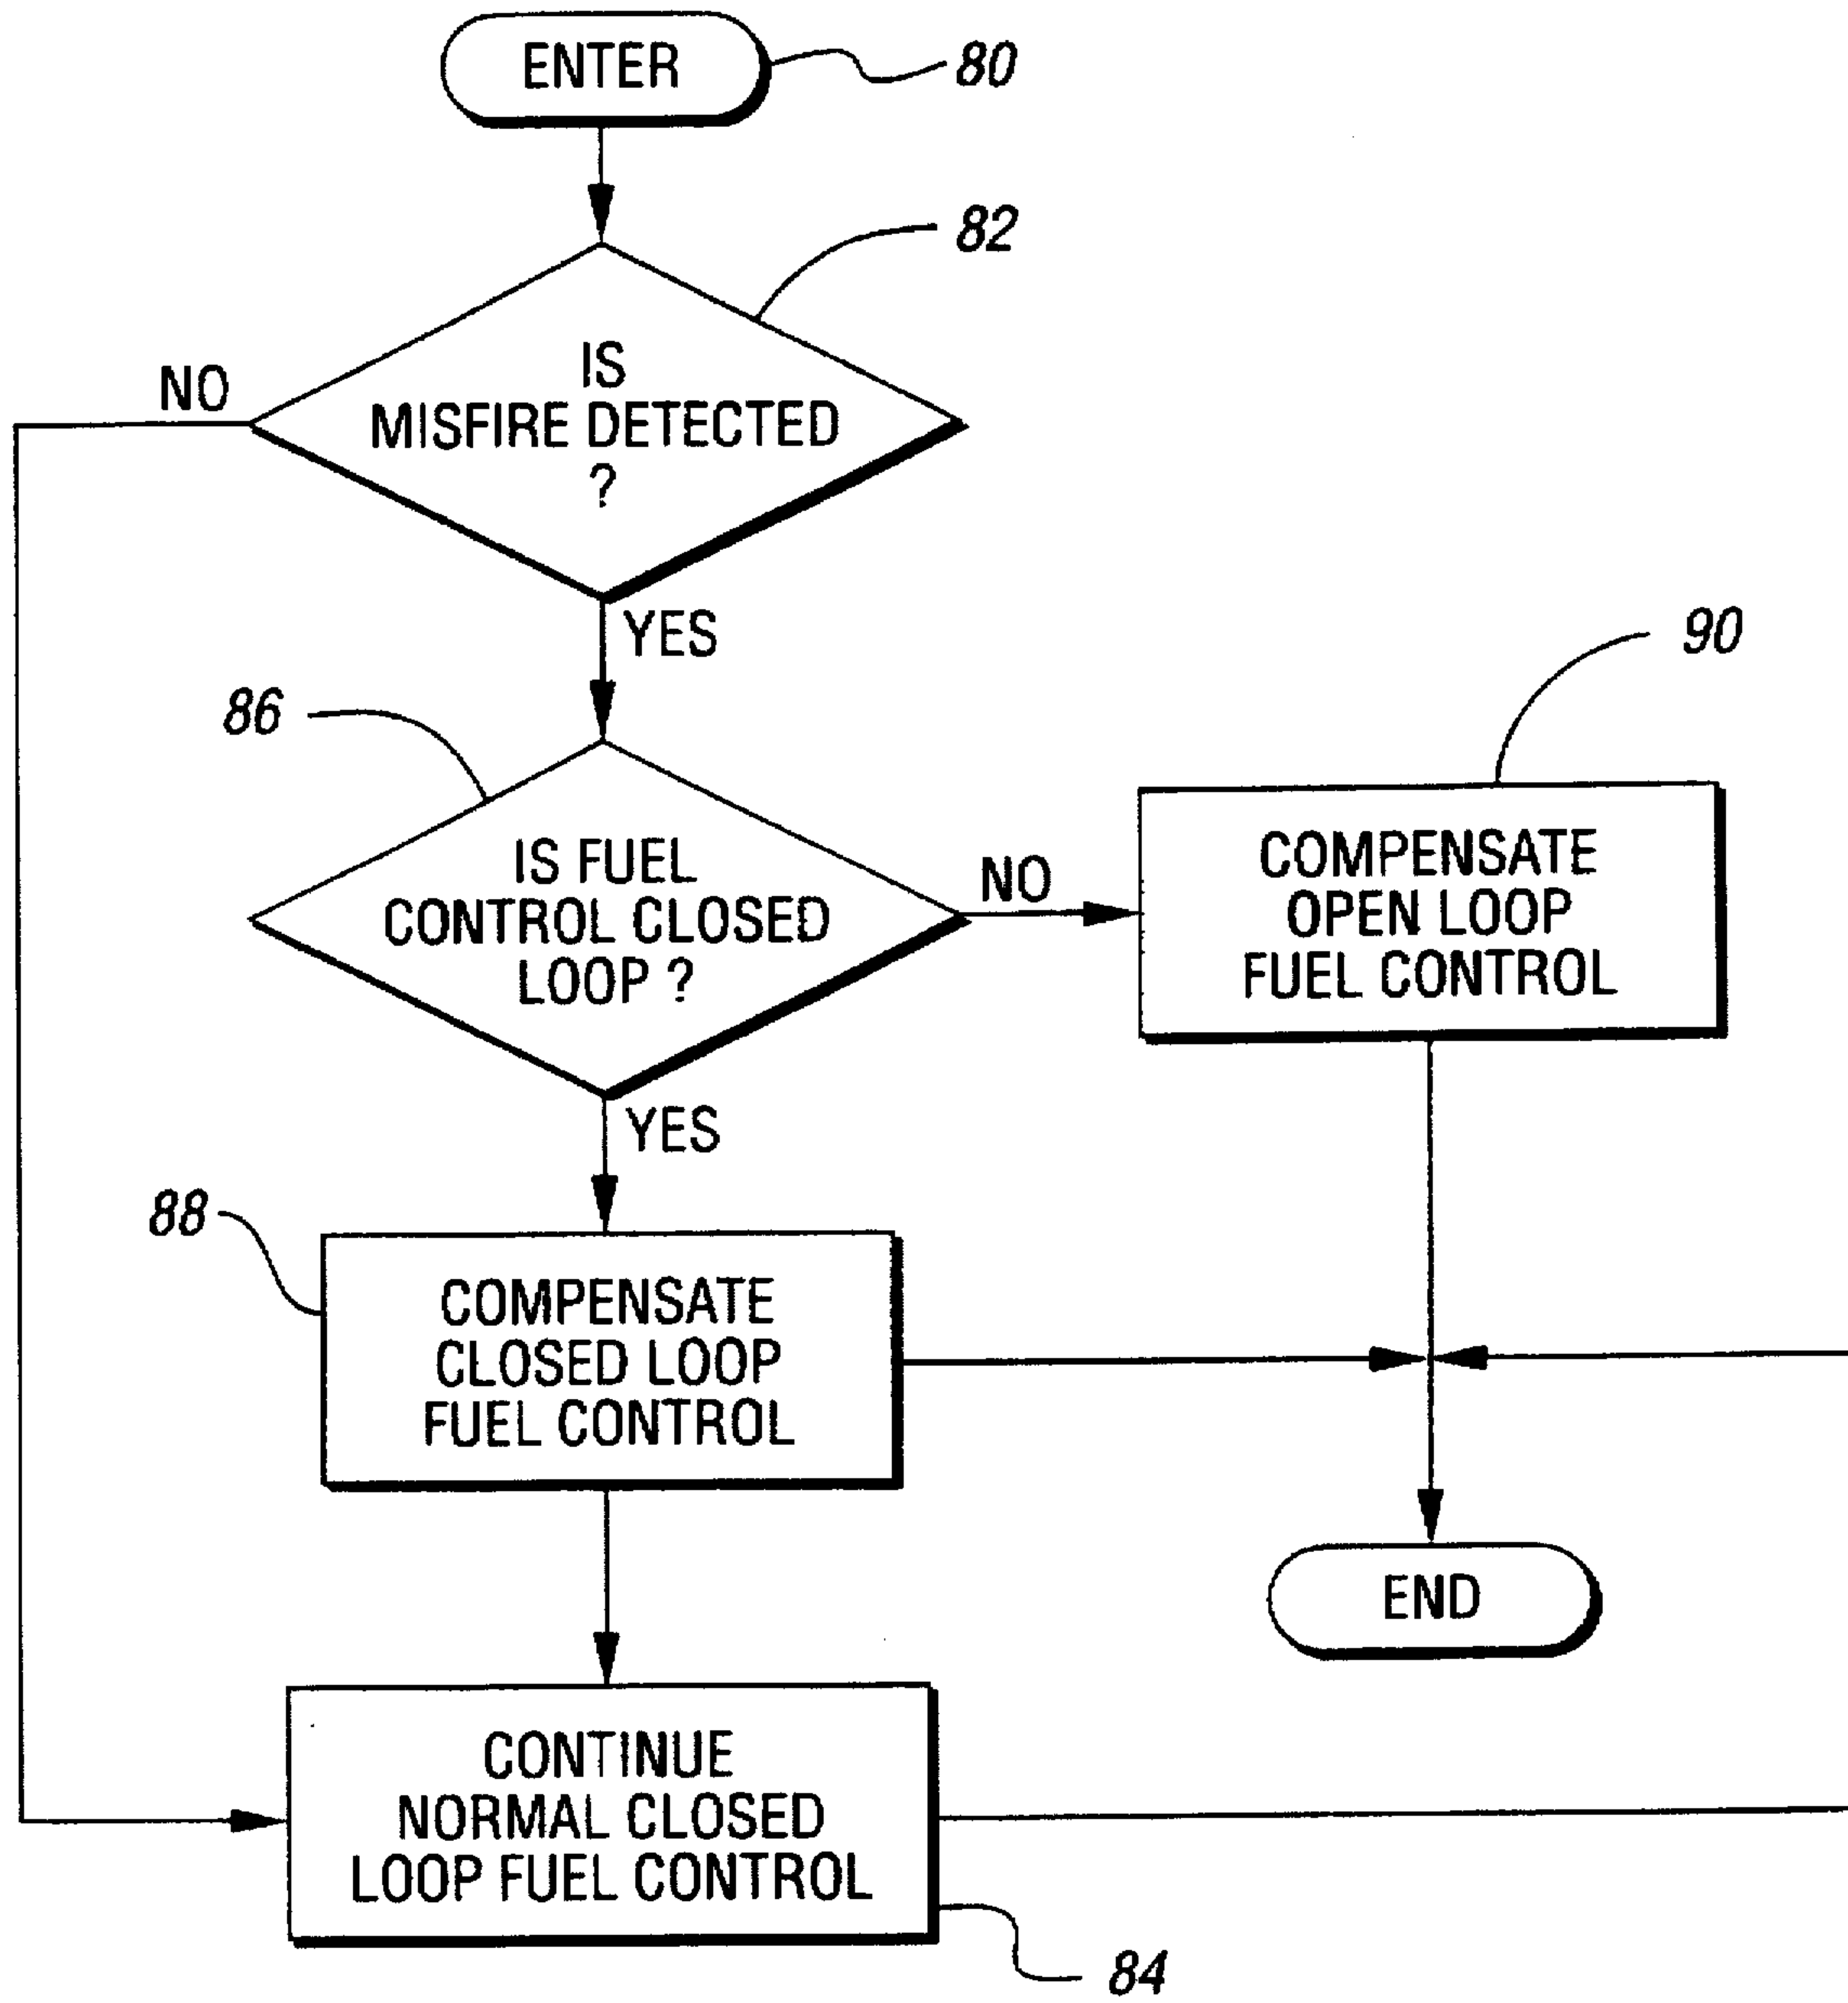 ENTER
80
82
IS
MISFIRE DETECTED
?
NO
YES
86
IS FUEL
CONTROL CLOSED
LOOP ?
NO
90
COMPENSATE
OPEN LOOP
FUEL CONTROL
YES
88
COMPENSATE
CLOSED LOOP
FUEL CONTROL
END
CONTINUE
NORMAL CLOSED
LOOP FUEL CONTROL
84